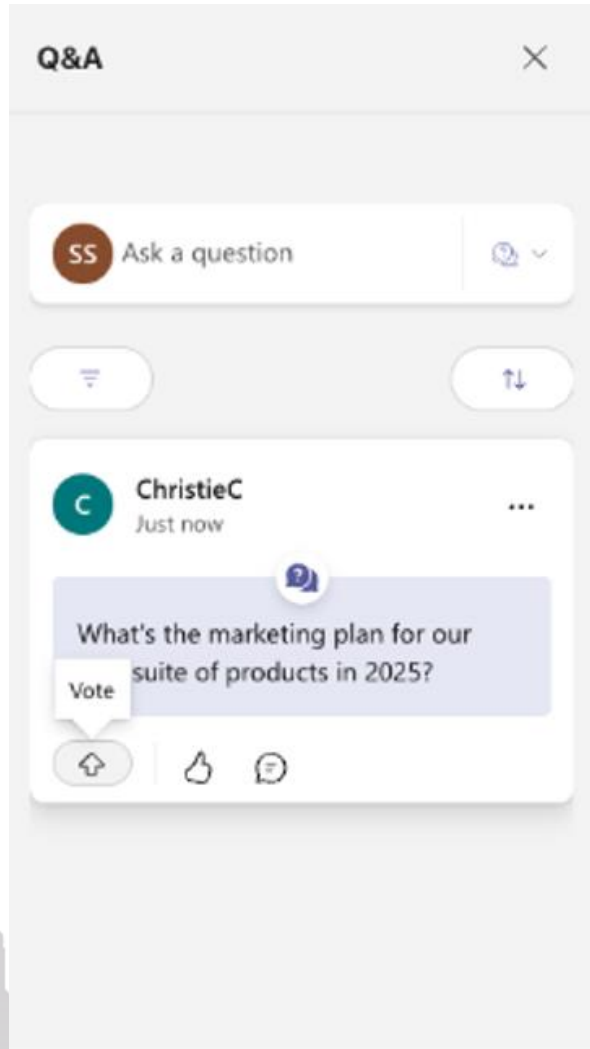 Q&A
SS Ask a question
C ChristieC
Just now
What's the marketing plan for our
suite of products in 2025?
Vote